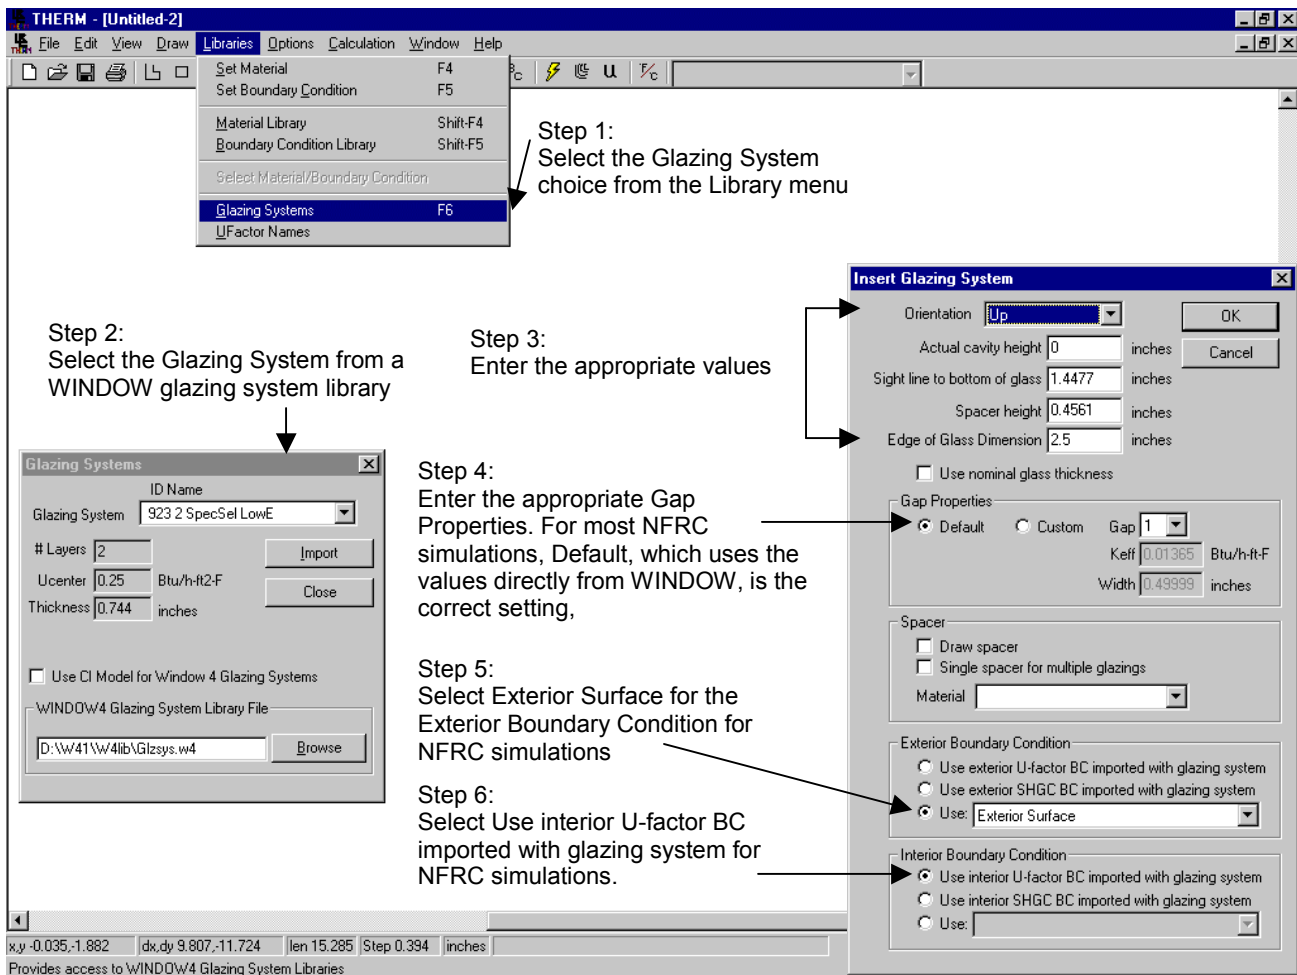 THERM - [Untitled-2]
File Edit View Draw Libraries Options Calculation Window Help
Set Material F4
Set Boundary Condition F5
Material Library Shift-F4
Boundary Condition Library Shift-F5
Select Material/Boundary Condition
Glazing Systems F6
UFactor Names
Step 1:
Select the Glazing System
choice from the Library menu
Step 2:
Select the Glazing System from a
WINDOW glazing system library
Glazing Systems
ID Name
Glazing System 923 2 SpecSel LowE
# Layers 2
Import
Ucenter 0.25 Btu/h-ft2-F
Close
Thickness 0.744 inches
Use CI Model for Window 4 Glazing Systems
WINDOW4 Glazing System Library File
D:\W41\W4lib\Glzsys.w4 Browse
Step 3:
Enter the appropriate values
Step 4:
Enter the appropriate Gap
Properties. For most NFRC
simulations, Default, which uses the
values directly from WINDOW, is the
correct setting,
Step 5:
Select Exterior Surface for the
Exterior Boundary Condition for
NFRC simulations
Step 6:
Select Use interior U-factor BC
imported with glazing system for
NFRC simulations.
Insert Glazing System
Orientation Up OK
Actual cavity height 0 inches Cancel
Sight line to bottom of glass 1.4477 inches
Spacer height 0.4561 inches
Edge of Glass Dimension 2.5 inches
Use nominal glass thickness
Gap Properties
Default Custom Gap 1
Keff 0.01365 Btu/h-ft-F
Width 0.49999 inches
Spacer
Draw spacer
Single spacer for multiple glazings
Material
Exterior Boundary Condition
Use exterior U-factor BC imported with glazing system
Use exterior SHGC BC imported with glazing system
Use: Exterior Surface
Interior Boundary Condition
Use interior U-factor BC imported with glazing system
Use interior SHGC BC imported with glazing system
Use:
x,y -0.035,-1.882 dx,dy 9.807,-11.724 len 15.285 Step 0.394 inches
Provides access to WINDOW4 Glazing System Libraries